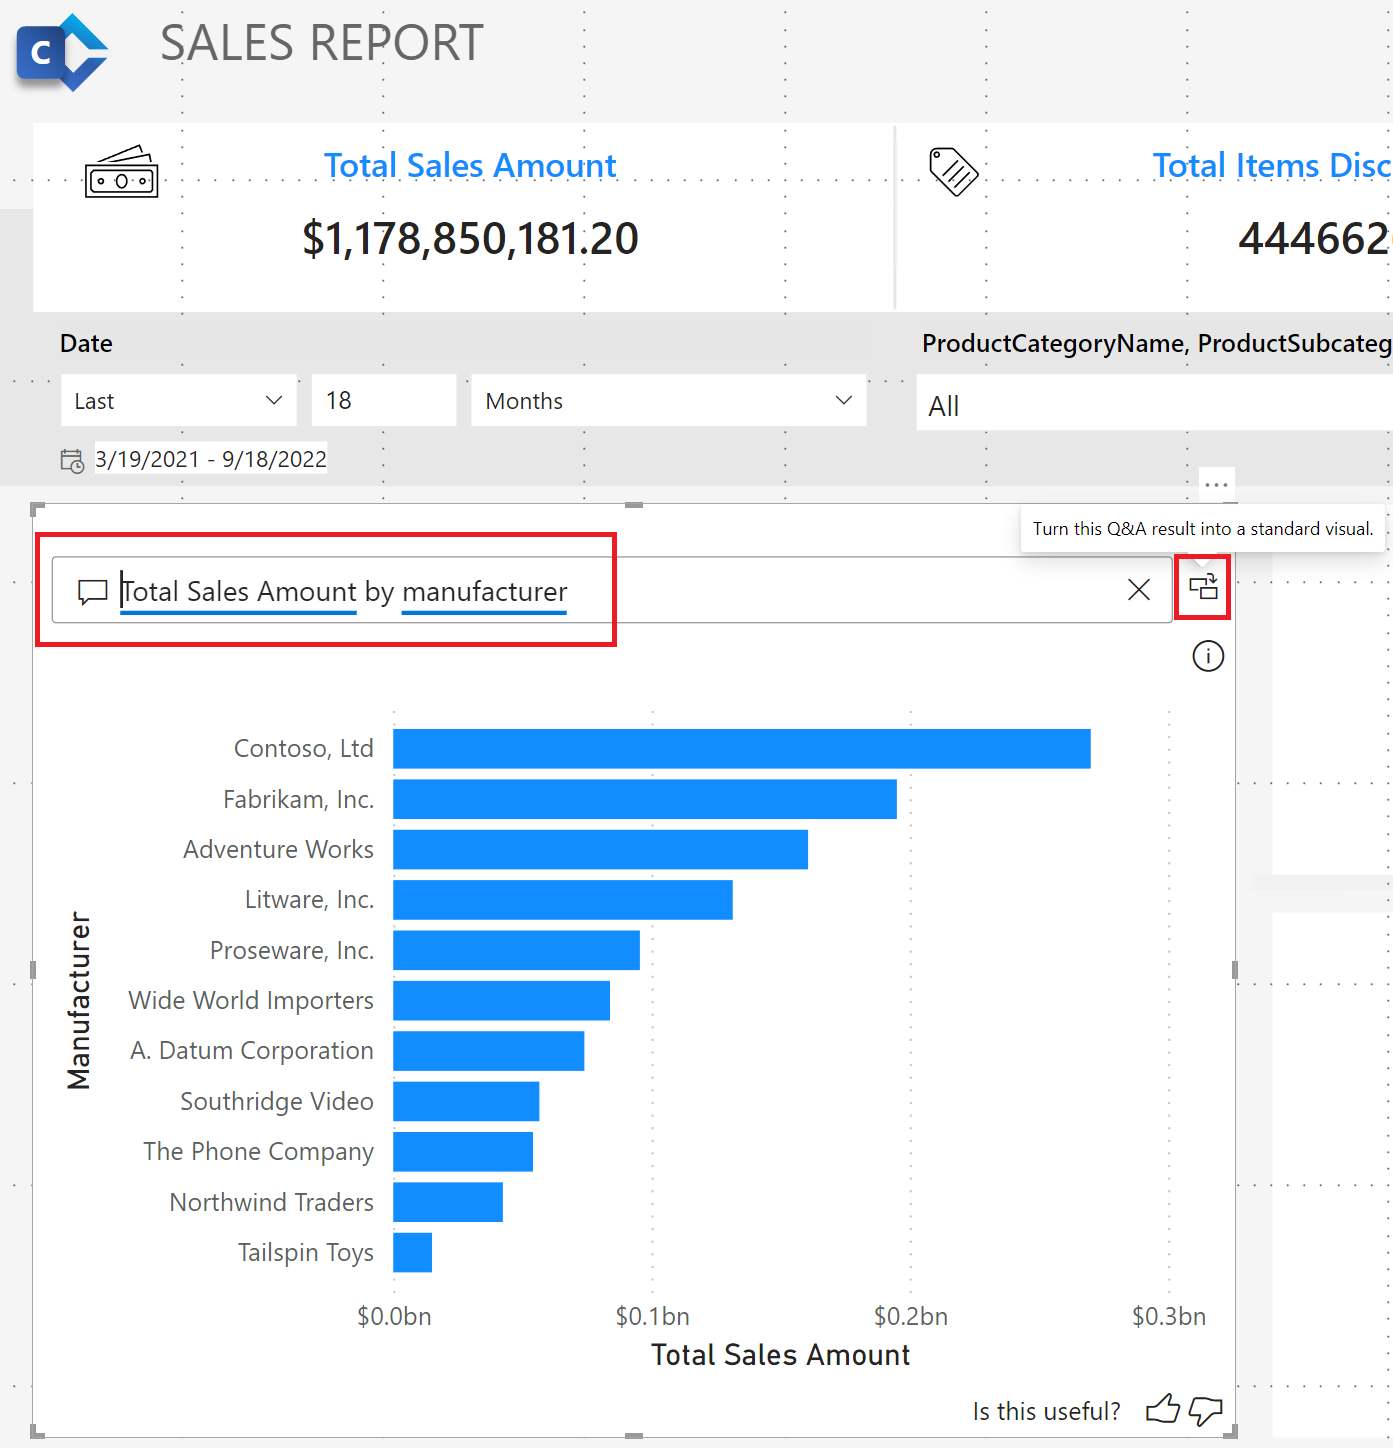 C
SALES REPORT
Total Sales Amount
$1,178,850,181.20
Total Items Disc
444662
Date
Last
18
Months
3/19/2021 - 9/18/2022
ProductCategoryName, ProductSubcateg
All
...
Turn this Q&A result into a standard visual.
Total Sales Amount by manufacturer
Contoso, Ltd
Fabrikam, Inc.
Adventure Works
Litware, Inc.
Proseware, Inc.
Wide World Importers
A. Datum Corporation
Southridge Video
The Phone Company
Northwind Traders
Tailspin Toys
Manufacturer
$0.0bn
$0.1bn
$0.2bn
$0.3bn
Total Sales Amount
Is this useful?